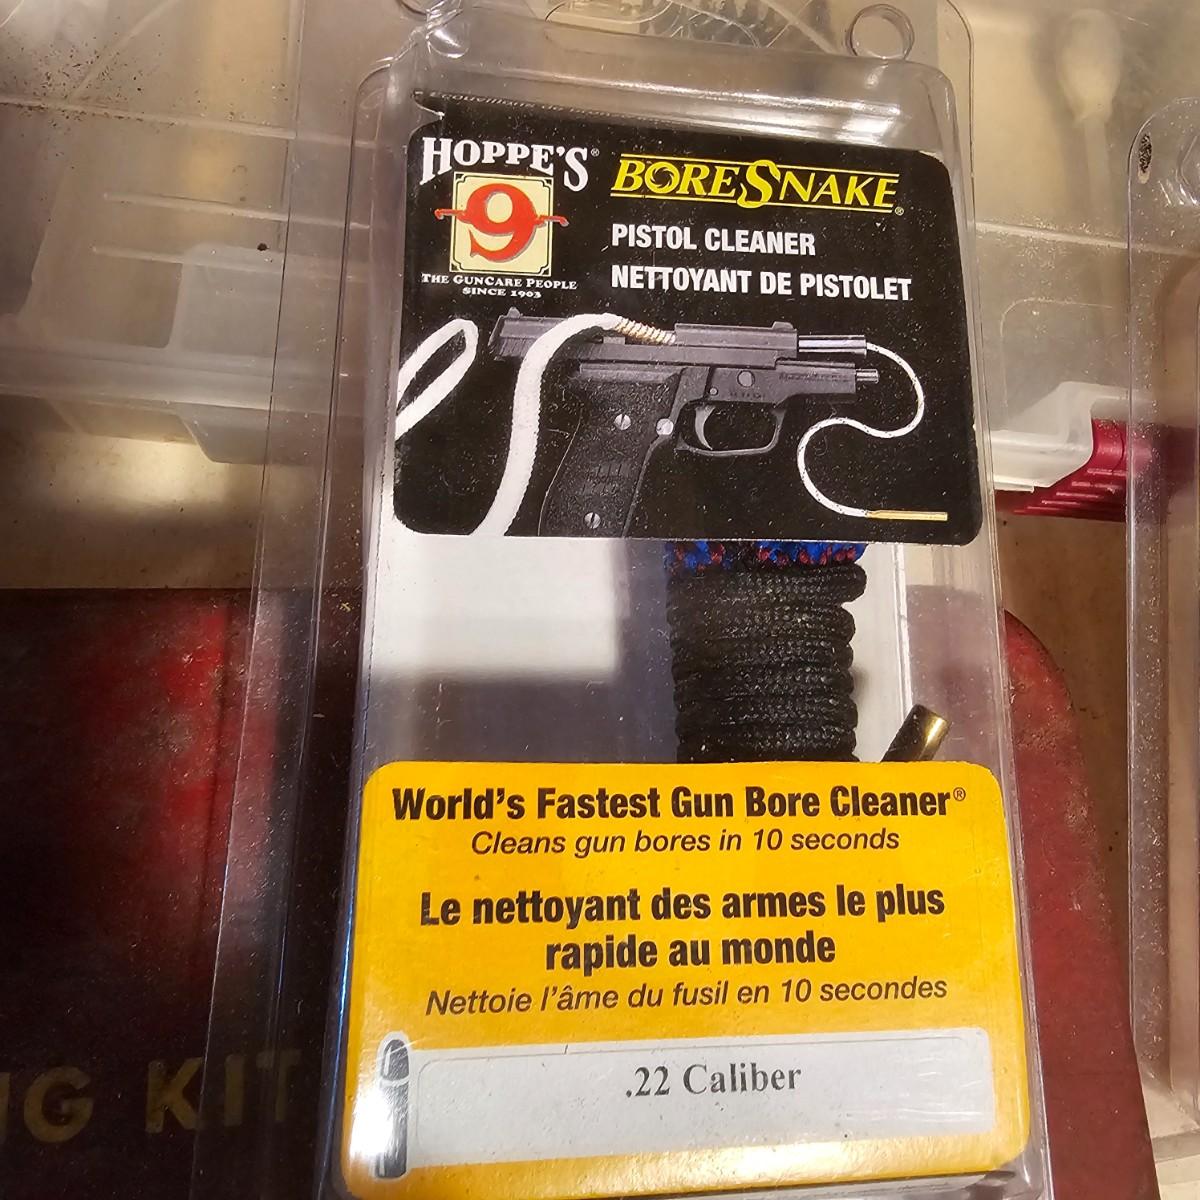 HOPPE'S®
9
THE GUNCARE PEOPLE
SINCE 1903
BORESNAKE®
PISTOL CLEANER
NETTOYANT DE PISTOLET
World's Fastest Gun Bore Cleaner®
Cleans gun bores in 10 seconds
Le nettoyant des armes le plus
rapide au monde
Nettoie l'âme du fusil en 10 secondes
.22 Caliber
NG KIT